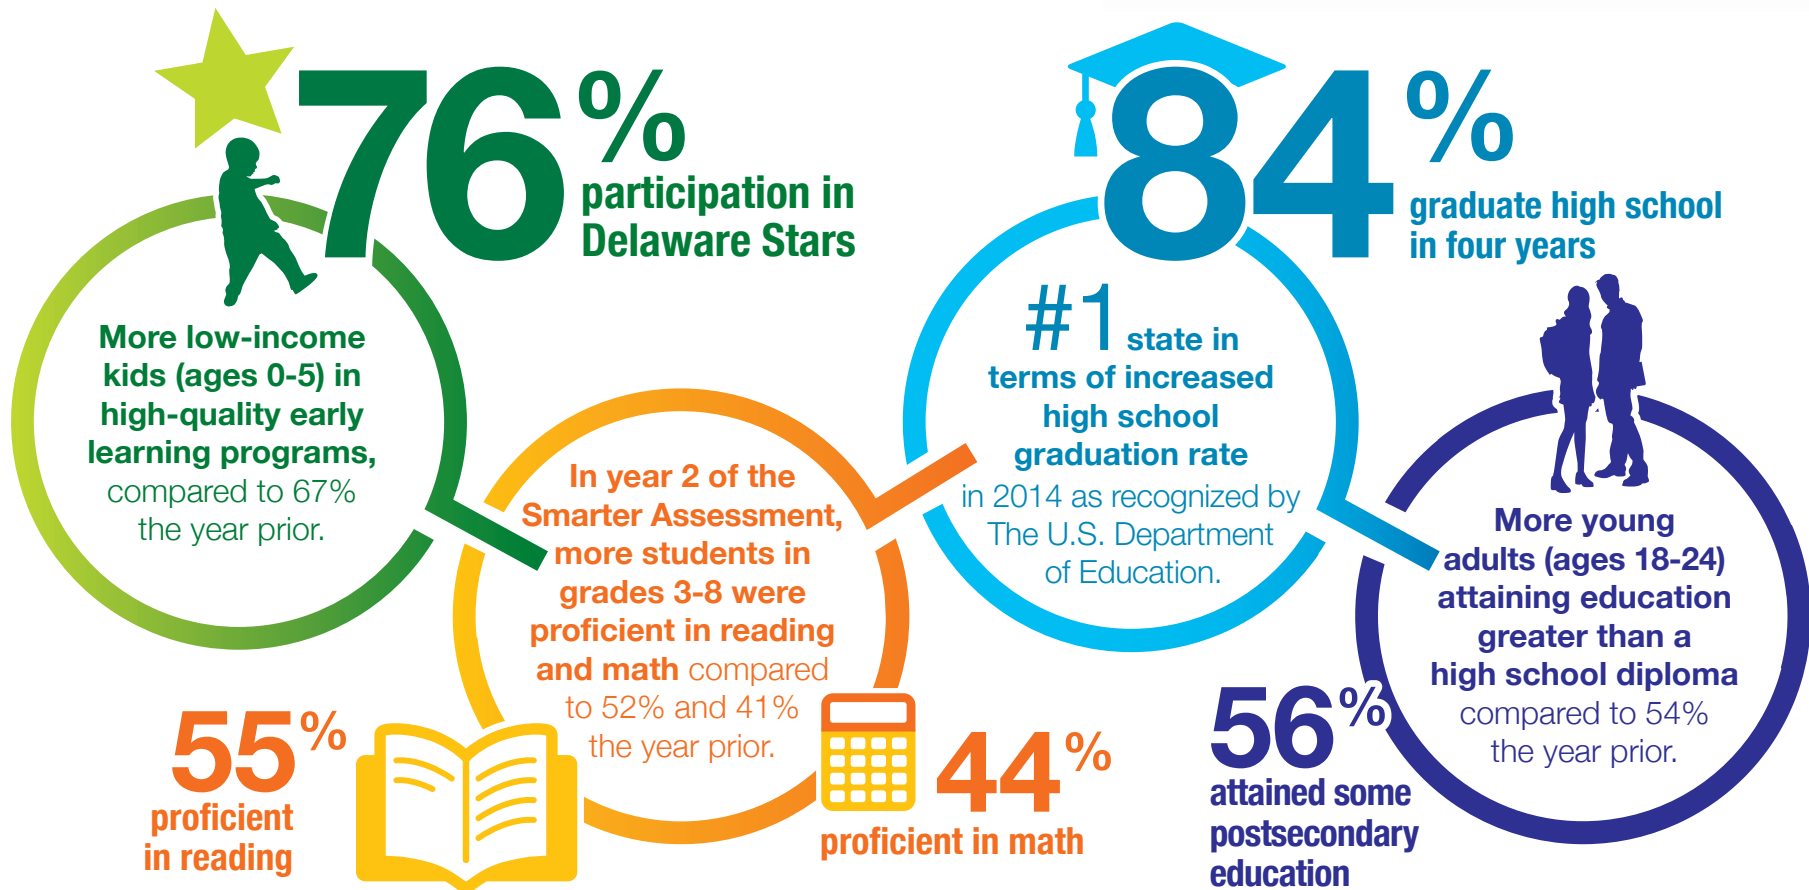 76%
participation in
Delaware Stars
More low-income
kids (ages 0-5) in
high-quality early
learning programs,
compared to 67%
the year prior.
In year 2 of the
Smarter Assessment,
more students in
grades 3-8 were
proficient in reading
and math compared
to 52% and 41%
the year prior.
55%
proficient
in reading
44%
proficient in math
84%
graduate high school
in four years
#1 state in
terms of increased
high school
graduation rate
in 2014 as recognized by
The U.S. Department
of Education.
More young
adults (ages 18-24)
attaining education
greater than a
high school diploma
compared to 54%
the year prior.
56%
attained some
postsecondary
education